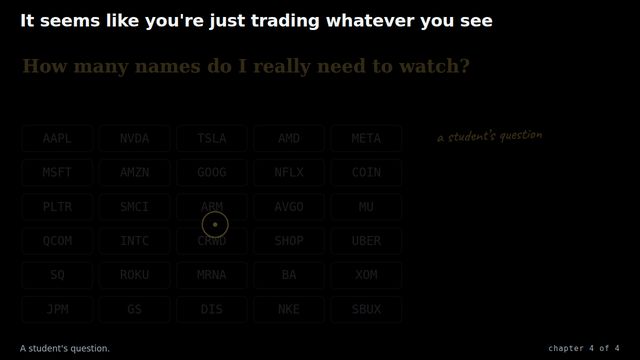 It seems like you're just trading whatever you see
How many names do I really need to watch?
a student's question
AAPL NVDA TSLA AMD META
MSFT AMZN GOOG NFLX COIN
PLTR SMCI ARM AVGO MU
QCOM INTC CRWD SHOP UBER
SQ ROKU MRNA BA XOM
JPM GS DIS NKE SBUX
A student's question.
chapter 4 of 4